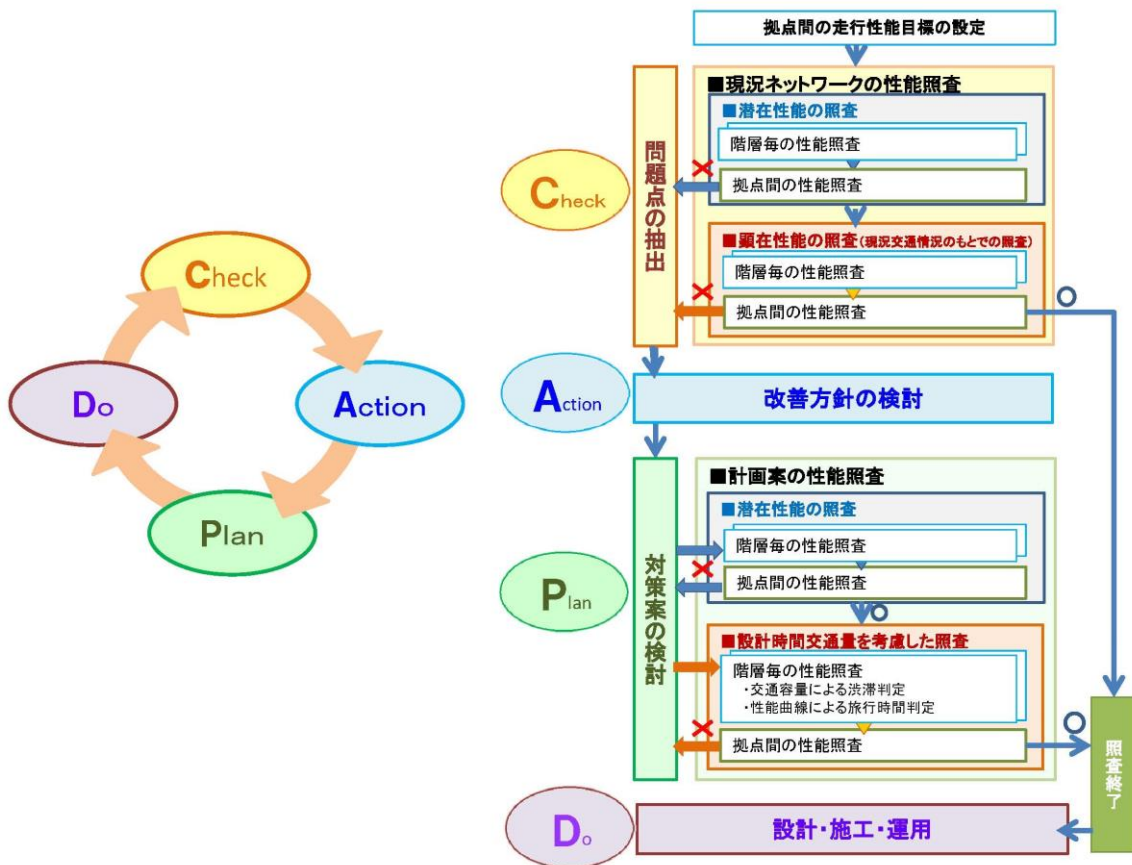 Check
Action
Plan
Do
拠点間の走行性能目標の設定
Check
問題点の抽出
■現況ネットワークの性能照査
■潜在性能の照査
階層毎の性能照査
拠点間の性能照査
■顕在性能の照査(現況交通情況のもとでの照査)
階層毎の性能照査
拠点間の性能照査
Action
改善方針の検討
Plan
対策案の検討
■計画案の性能照査
■潜在性能の照査
階層毎の性能照査
拠点間の性能照査
■設計時間交通量を考慮した照査
階層毎の性能照査
・交通容量による渋滞判定
・性能曲線による旅行時間判定
拠点間の性能照査
照査終了
Do
設計・施工・運用